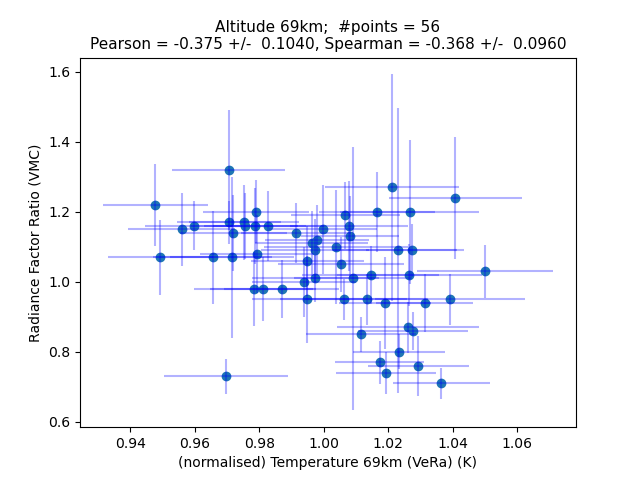 Altitude 69km;  #points = 56
Pearson = -0.375 +/-  0.1040, Spearman = -0.368 +/-  0.0960
Radiance Factor Ratio (VMC)
1.6
1.4
1.2
1.0
0.8
0.6
0.94 0.96 0.98 1.00 1.02 1.04 1.06
(normalised) Temperature 69km (VeRa) (K)